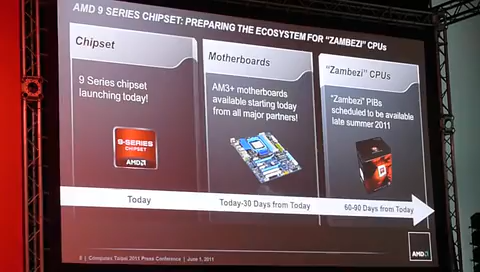 AMD 9 SERIES CHIPSET: PREPARING THE ECOSYSTEM FOR "ZAMBEZI" CPUs
Chipset
9 Series chipset
launching today!
9-SERIES
CHIPSET
AMD
Today
Motherboards
AM3+ motherboards
available starting today
from all major partners!
Today-30 Days from Today
"Zambezi" CPUs
"Zambezi" PIBs
scheduled to be available
late summer 2011
60-90 Days from Today
| Computex Taipei 2011 Press Conference | June 1, 2011
AMD